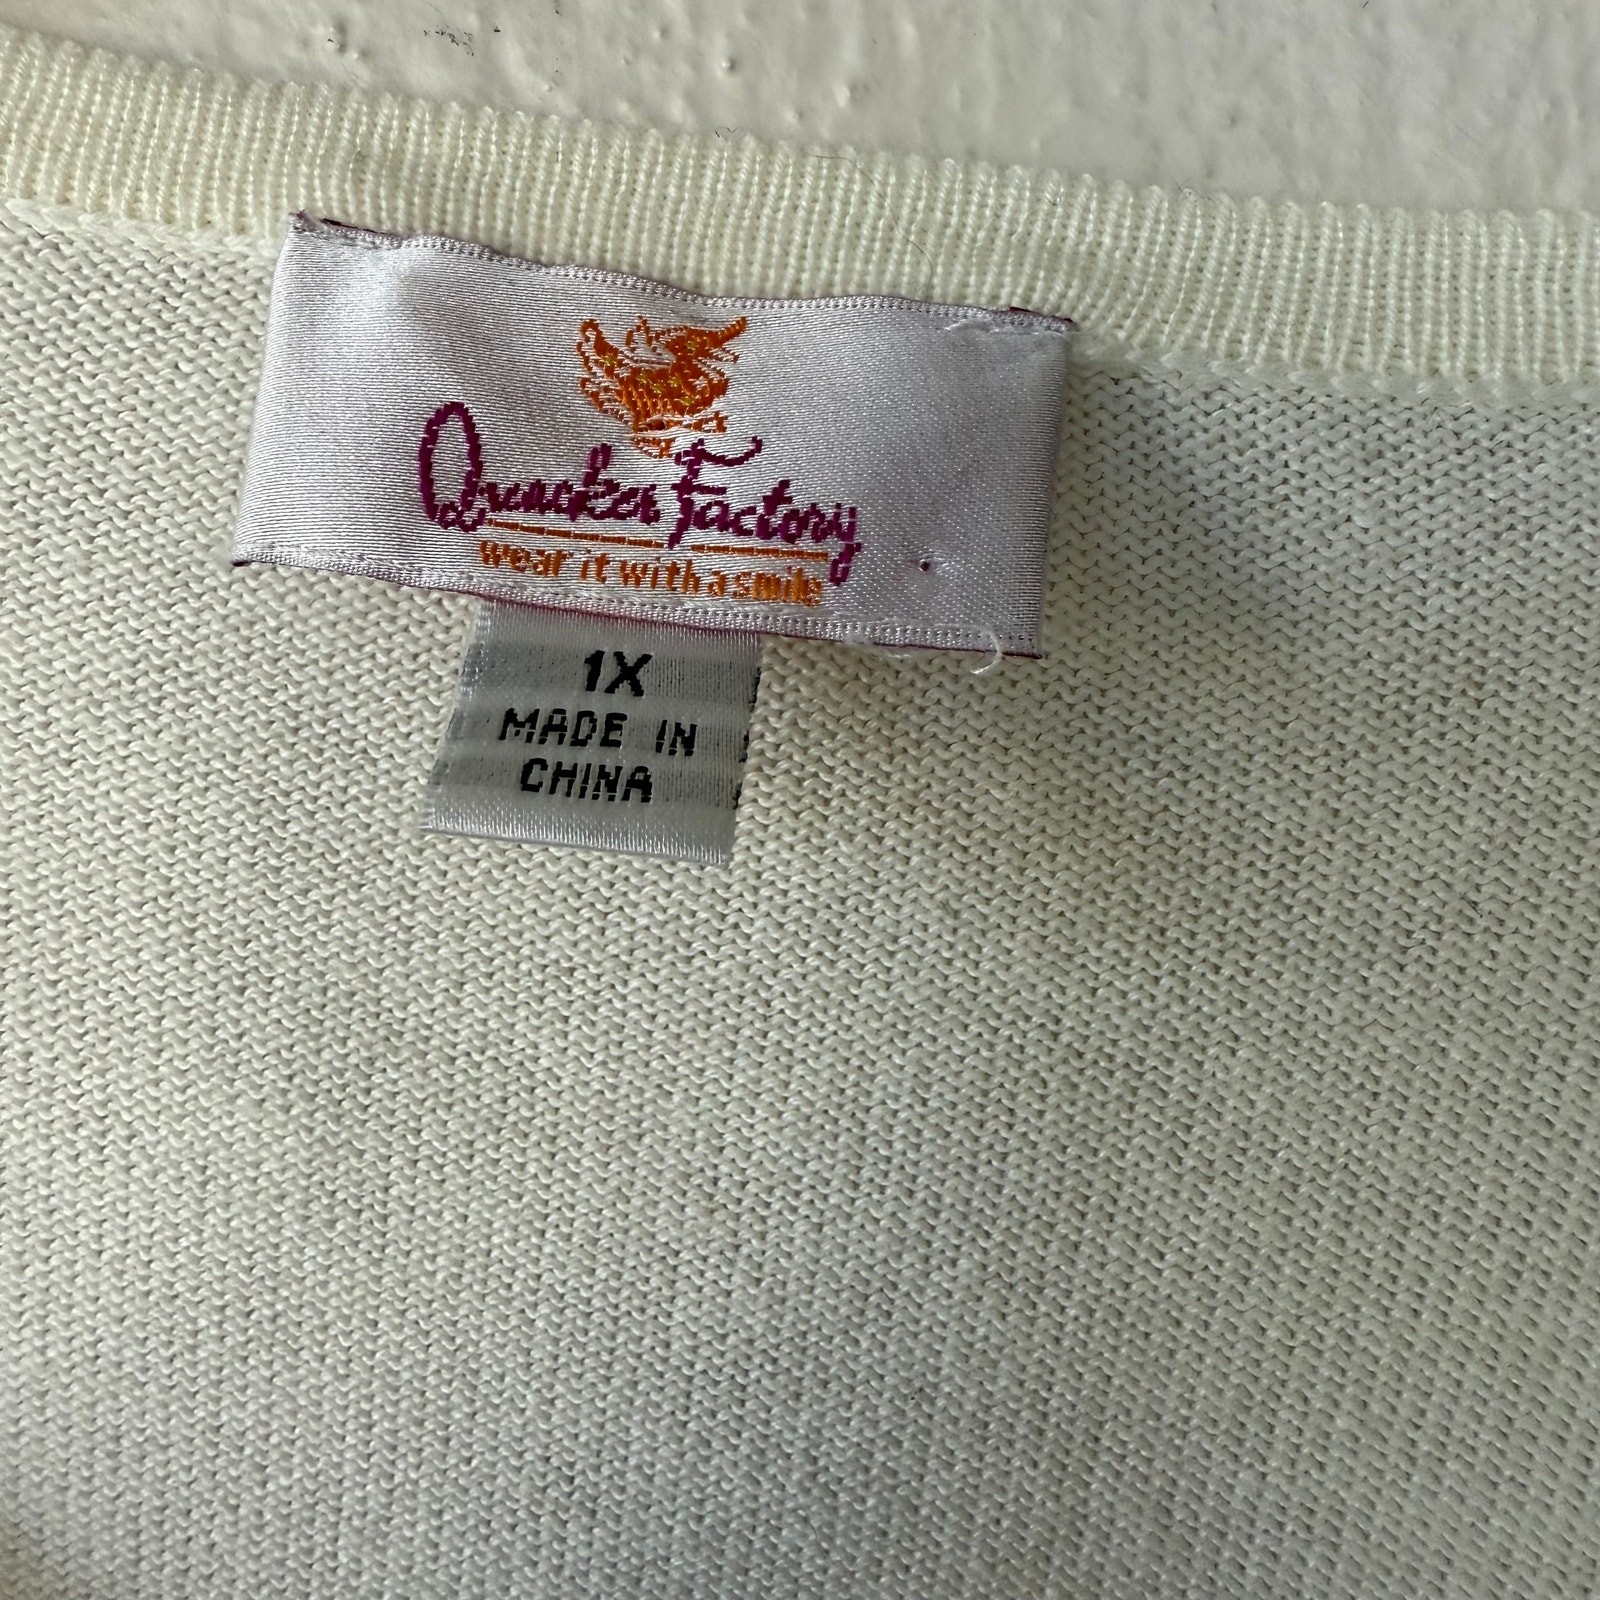 Quacker Factory
wear it with a smile
1X
MADE IN
CHINA